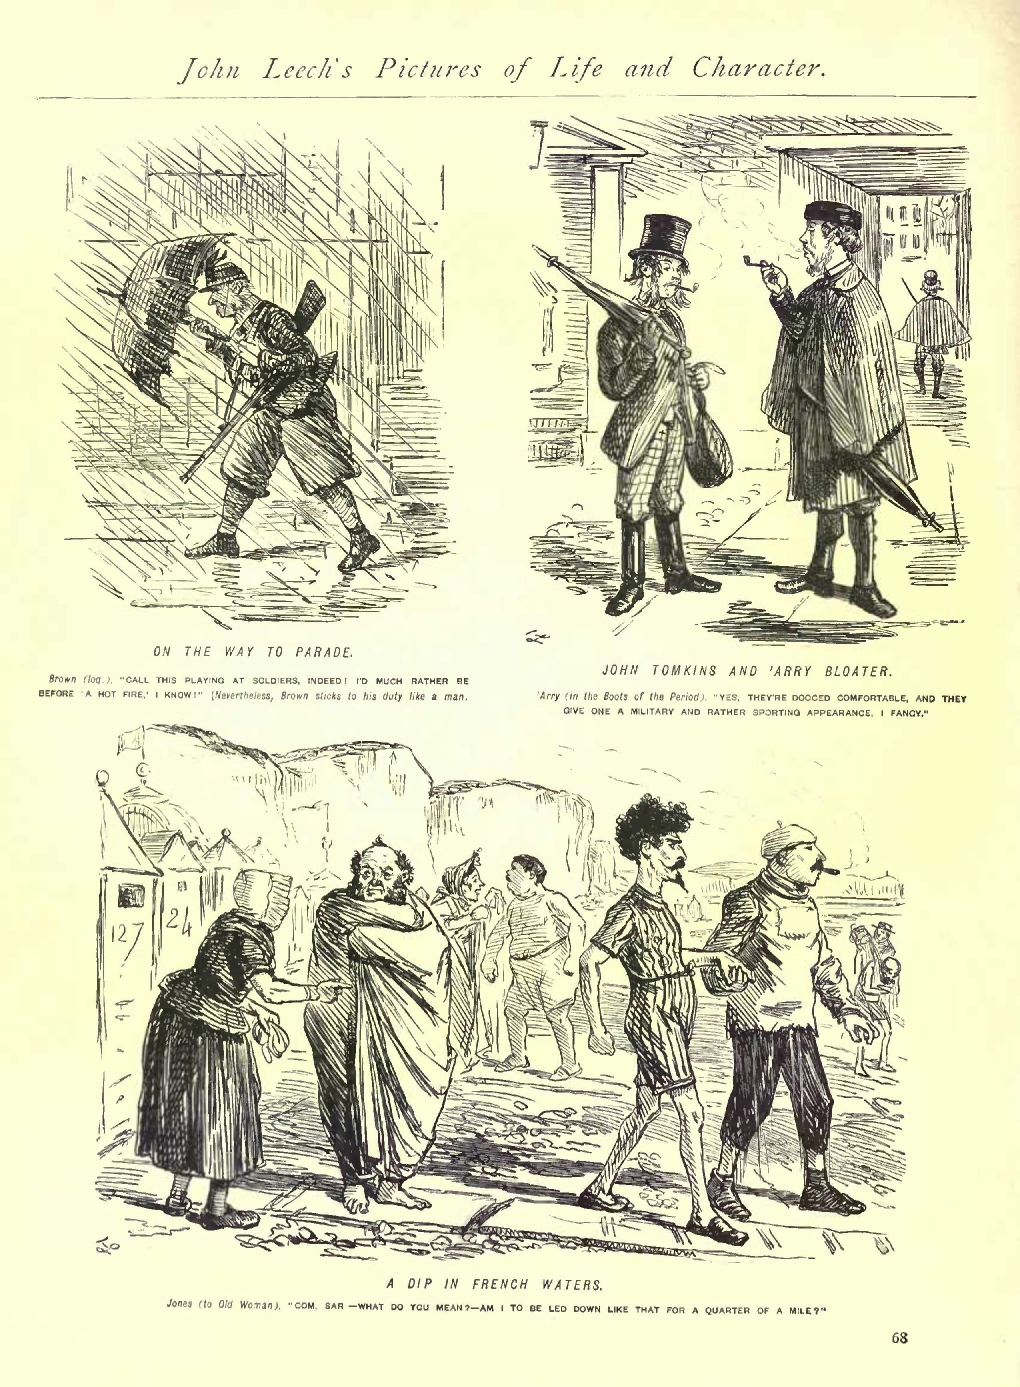 John Leech's Pictures of Life and Character.
ON THE WAY TO PARADE.
Brown (loq.). "CALL THIS PLAYING AT SOLDIERS, INDEED! I'D MUCH RATHER BE
BEFORE 'A HOT FIRE,' I KNOW!" [Nevertheless, Brown sticks to his duty like a man.
JOHN TOMKINS AND 'ARRY BLOATER.
'Arry (in the Boots of the Period). "YES, THEY'RE DOOCED COMFORTABLE, AND THEY
GIVE ONE A MILITARY AND RATHER SPORTING APPEARANCE, I FANCY."
127
24
A DIP IN FRENCH WATERS.
Jones (to Old Woman). "COM, SAR—WHAT DO YOU MEAN?—AM I TO BE LED DOWN LIKE THAT FOR A QUARTER OF A MILE?"
68